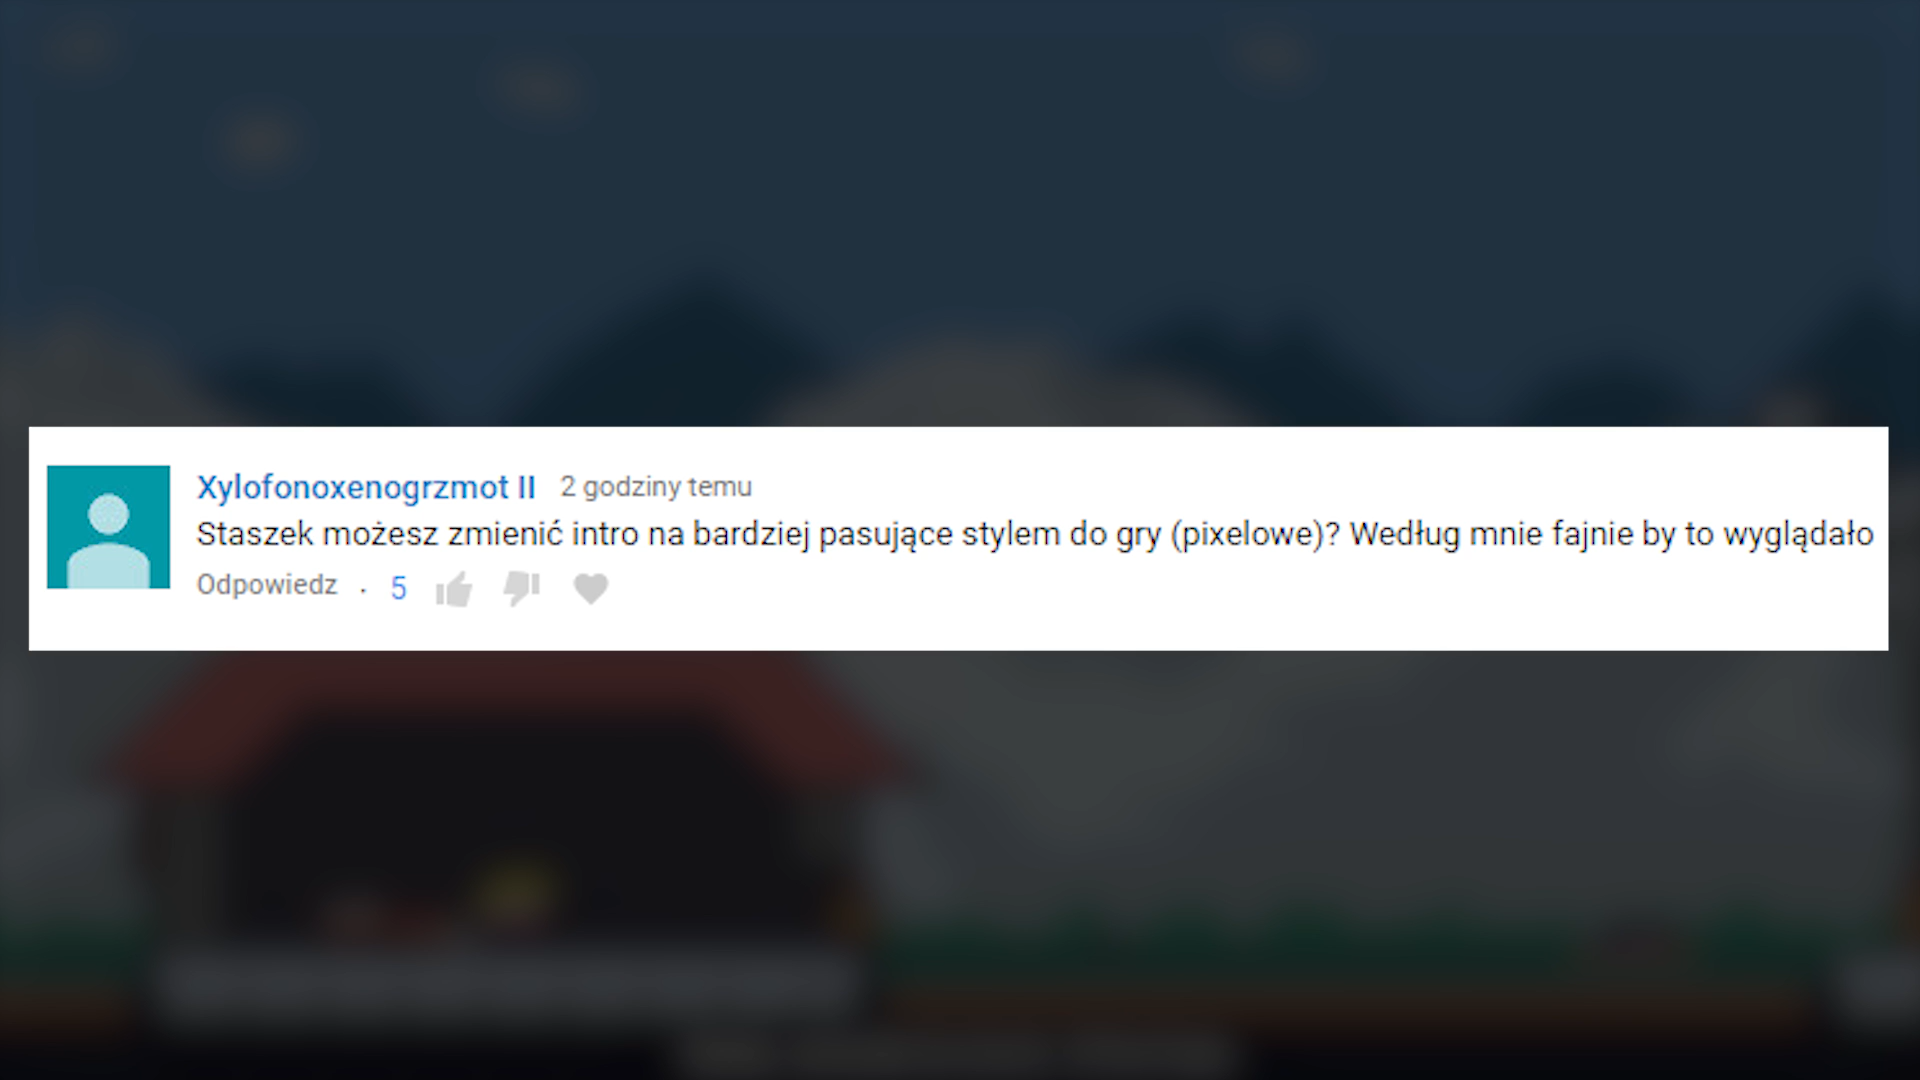 Xylofonoxenogrzmot II 2 godziny temu
Staszek możesz zmienić intro na bardziej pasujące stylem do gry (pixelowe)? Według mnie fajnie by to wyglądało
Odpowiedz · 5